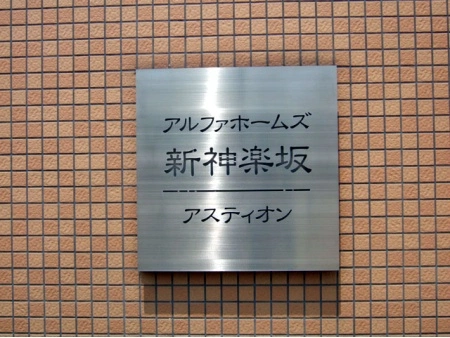 アルファホームズ
新神楽坂
アスティオン